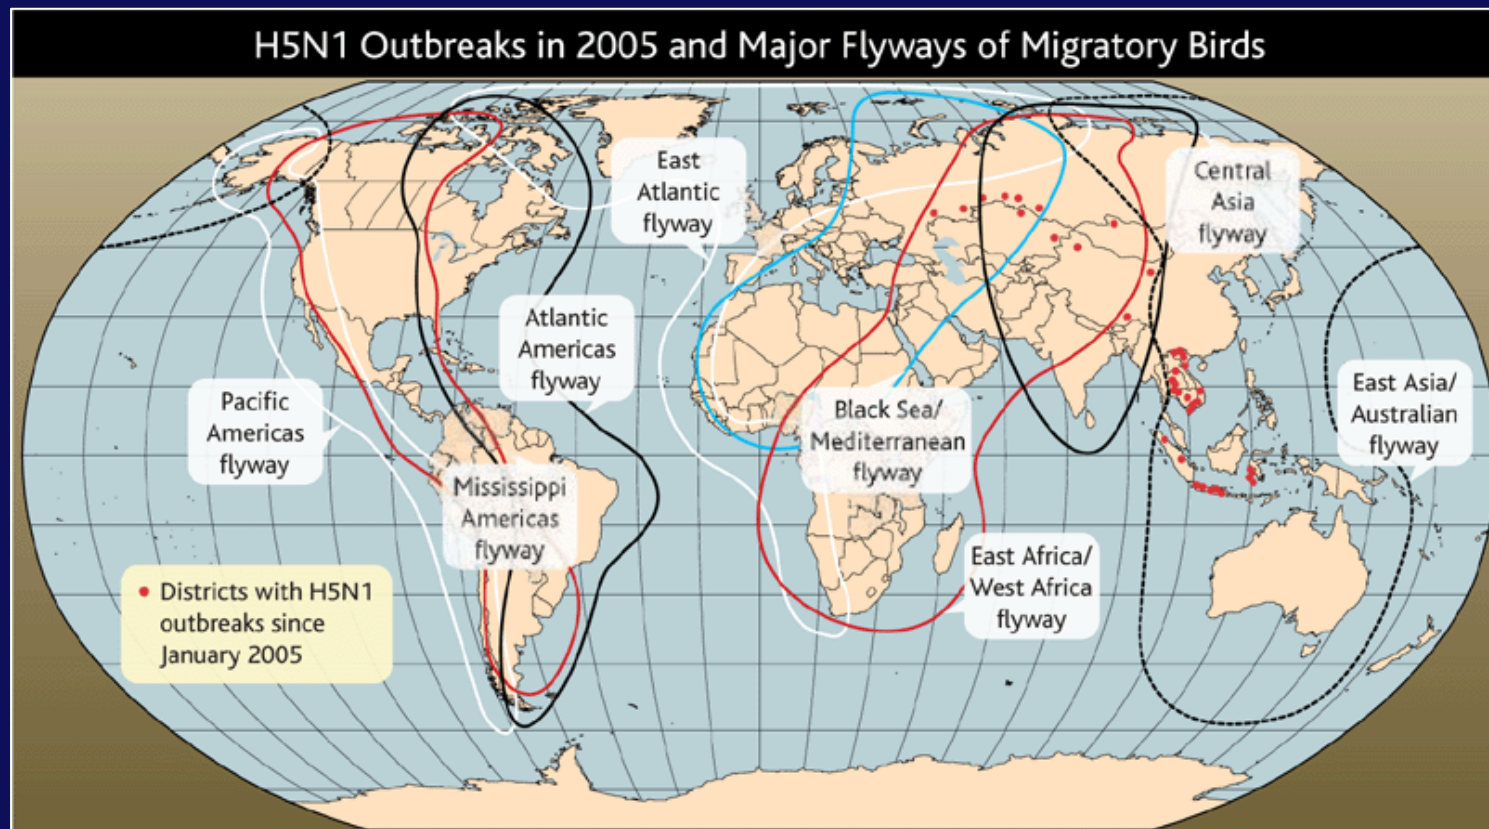 H5N1 Outbreaks in 2005 and Major Flyways of Migratory Birds
East
Atlantic
flyway
Central
Asia
flyway
Atlantic
Americas
flyway
Pacific
Americas
flyway
Black Sea/
Mediterranean
flyway
East Asia/
Australian
flyway
Mississippi
Americas
flyway
East Africa/
West Africa
flyway
Districts with H5N1
outbreaks since
January 2005